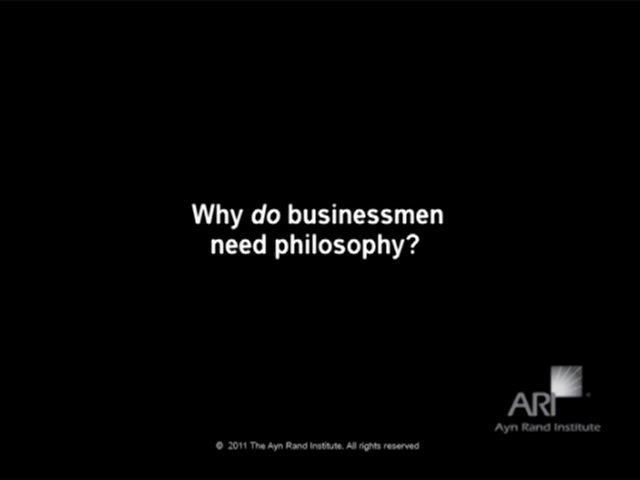 Why do businessmen
need philosophy?
ARI
Ayn Rand Institute
© 2011 The Ayn Rand Institute. All rights reserved